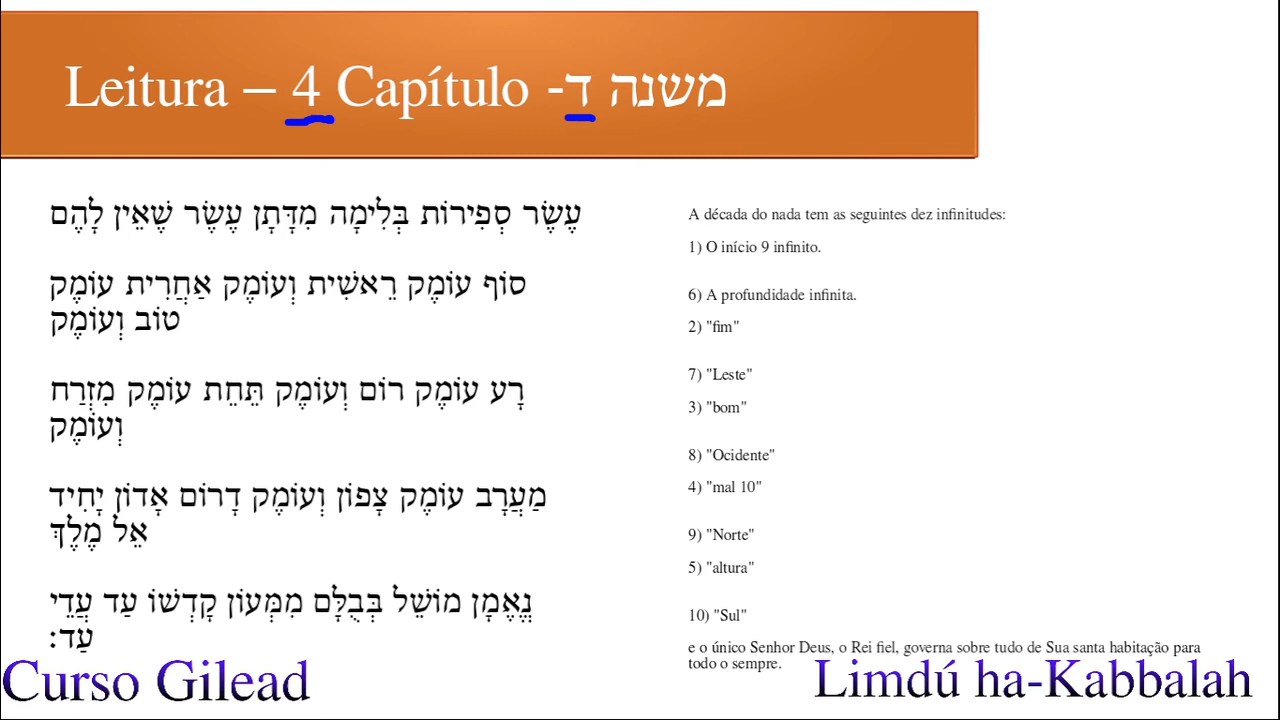 Leitura – 4 Capítulo -משנה ד
עֶשֶׂר סְפִירוֹת בְּלִימָה מִדָּתָן עֶשֶׂר שֶׁאֵין לָהֶם
סוֹף עוֹמֶק רֵאשִׁית וְעוֹמֶק אַחֲרִית עוֹמֶק
טוֹב וְעוֹמֶק
רָע עוֹמֶק רוֹם וְעוֹמֶק תַּחַת עוֹמֶק מִזְרַח
וְעוֹמֶק
מַעֲרָב עוֹמֶק צָפוֹן וְעוֹמֶק דָרוֹם אָדוֹן יָחִיד
אֵל מֶלֶךְ
נֶאֱמָן מוֹשֵׁל בְּבֻלָּם מִמְּעוֹן קָדְשׁוֹ עַד עֲדֵי
עַד:
A década do nada tem as seguintes dez infinitudes:
1) O início 9 infinito.
6) A profundidade infinita.
2) "fim"
7) "Leste"
3) "bom"
8) "Ocidente"
4) "mal 10"
9) "Norte"
5) "altura"
10) "Sul"
e o único Senhor Deus, o Rei fiel, governa sobre tudo de Sua santa habitação para
todo o sempre.
Curso Gilead
Limdú ha-Kabbalah